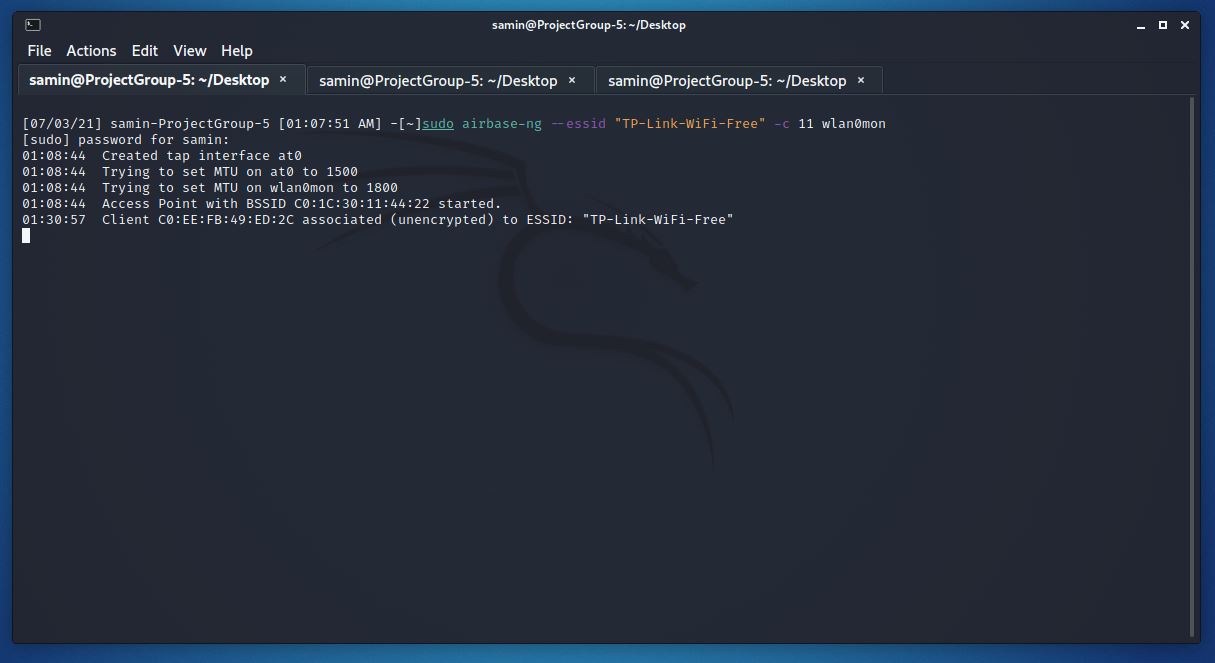 samin@ProjectGroup-5: ~/Desktop
File Actions Edit View Help
samin@ProjectGroup-5: ~/Desktop × samin@ProjectGroup-5: ~/Desktop × samin@ProjectGroup-5: ~/Desktop ×
[07/03/21] samin-ProjectGroup-5 [01:07:51 AM] -[~]sudo airbase-ng --essid "TP-Link-WiFi-Free" -c 11 wlan0mon
[sudo] password for samin:
01:08:44  Created tap interface at0
01:08:44  Trying to set MTU on at0 to 1500
01:08:44  Trying to set MTU on wlan0mon to 1800
01:08:44  Access Point with BSSID C0:1C:30:11:44:22 started.
01:30:57  Client C0:EE:FB:49:ED:2C associated (unencrypted) to ESSID: "TP-Link-WiFi-Free"